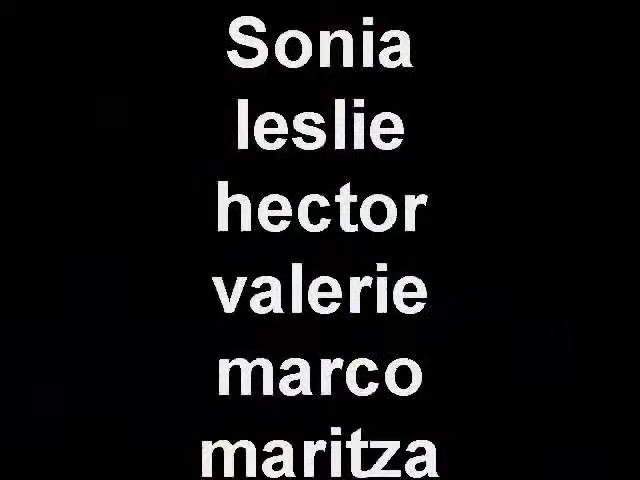 Sonia
leslie
hector
valerie
marco
maritza